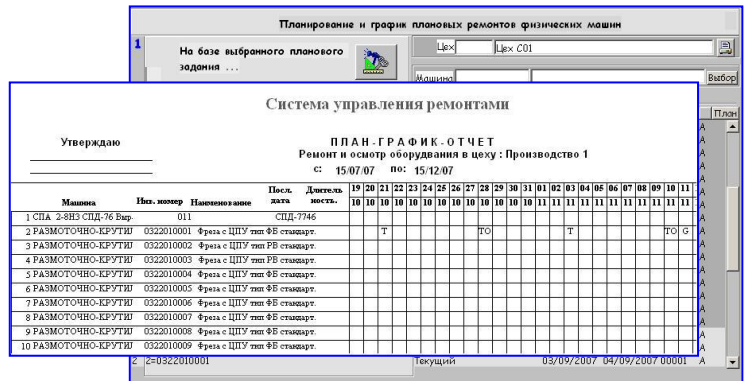 Планирование и график плановых ремонтов физических машин
1
На базе выбранного планового
задания ...
Цех
Цех С01
Машина
Выбор
План
Система управления ремонтами
Утверждаю
ПЛАН-ГРАФИК-ОТЧЕТ
Ремонт и осмотр оборудвания в цеху : Производство 1
с: 15/07/07 по: 15/12/07
Машина Инв. номер Наименование Посл. дата Длитель ность. 19 20 21 22 23 24 25 26 27 28 29 30 31 01 02 03 04 05 06 07 08 09 10 11
10 10 10 10 10 10 10 10 10 10 10 10 10 11 11 11 11 11 11 11 11 11 11 11
1 СПА 2-8НЗ СПД-76 Выр- 011 СПД-7746
2 РАЗМОТОЧНО-КРУТИЛ 0322010001 Фреза с ЦПУ тип ФБ стандарт. Т ТО Т ТО G
3 РАЗМОТОЧНО-КРУТИЛ 0322010002 Фреза с ЦПУ тип РВ стандарт.
4 РАЗМОТОЧНО-КРУТИЛ 0322010003 Фреза с ЦПУ тип РВ стандарт.
5 РАЗМОТОЧНО-КРУТИЛ 0322010004 Фреза с ЦПУ тип ФБ стандарт.
6 РАЗМОТОЧНО-КРУТИЛ 0322010005 Фреза с ЦПУ тип ФБ стандарт.
7 РАЗМОТОЧНО-КРУТИЛ 0322010006 Фреза с ЦПУ тип ФБ стандарт.
8 РАЗМОТОЧНО-КРУТИЛ 0322010007 Фреза с ЦПУ тип ФБ стандарт.
9 РАЗМОТОЧНО-КРУТИЛ 0322010008 Фреза с ЦПУ тип ФБ стандарт.
10 РАЗМОТОЧНО-КРУТИЛ 0322010009 Фреза с ЦПУ тип ФБ стандарт.
2 2=0322010001 Текущий 03/09/2007 04/09/2007 00001 А